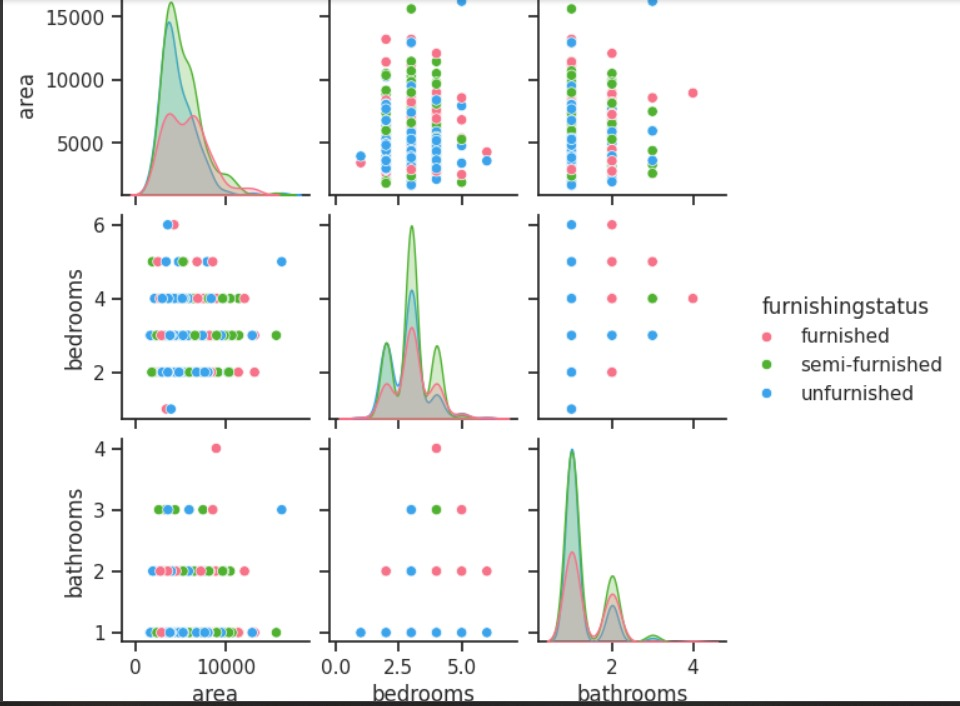 15000
10000
5000
area
6
4
2
bedrooms
furnishingstatus
furnished
semi-furnished
unfurnished
4
3
2
1
bathrooms
0 10000
0.0 2.5 5.0
2 4
area bedrooms bathrooms